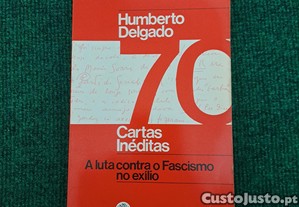 Humberto
Delgado
70
Cartas
Inéditas
A luta contra o Fascismo
no exílio
CustoJusto.pt